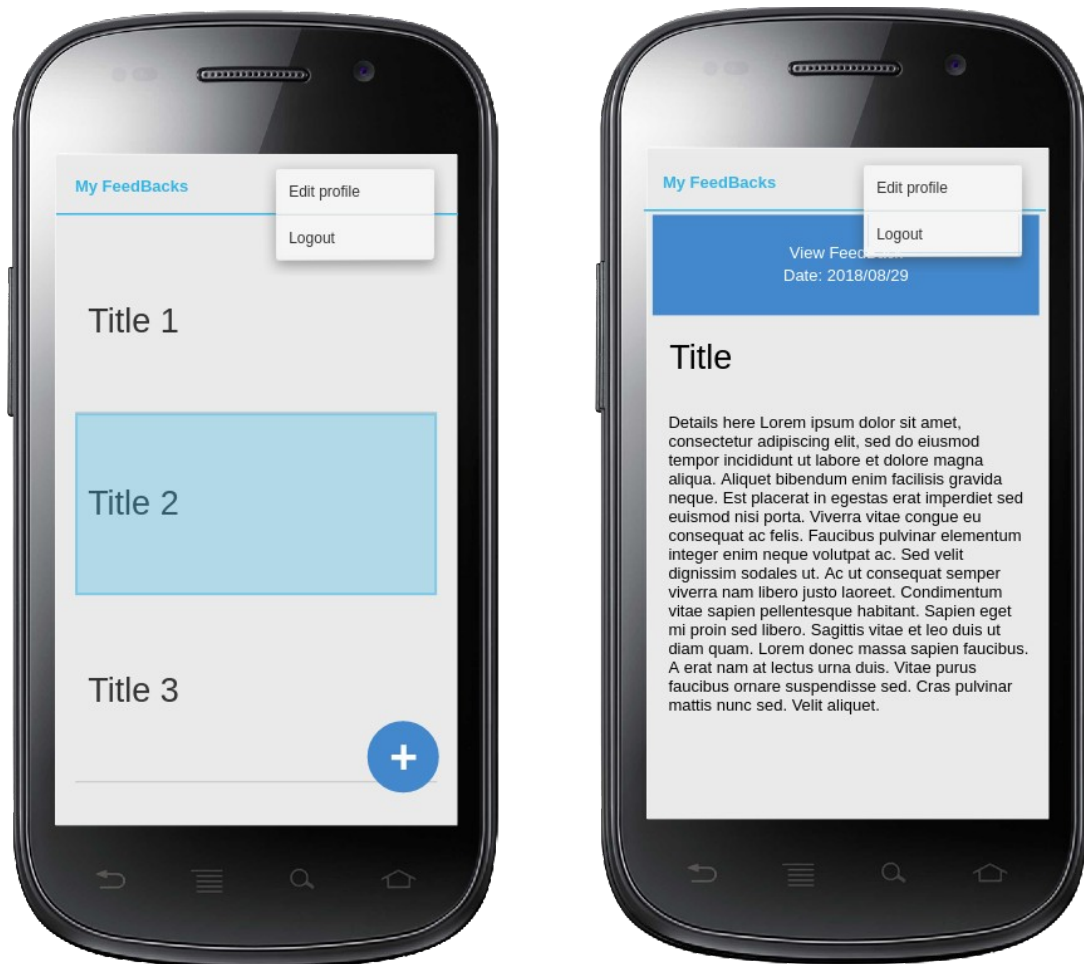 My FeedBacks
Edit profile
Logout
Title 1
Title 2
Title 3
+
My FeedBacks
Edit profile
Logout
View
Date: 2018/08/29
Title
Details here Lorem ipsum dolor sit amet,
consectetur adipiscing elit, sed do eiusmod
tempor incididunt ut labore et dolore magna
aliqua. Aliquet bibendum enim facilisis gravida
neque. Est placerat in egestas erat imperdiet sed
euismod nisi porta. Viverra vitae congue eu
consequat ac felis. Faucibus pulvinar elementum
integer enim neque volutpat ac. Sed velit
dignissim sodales ut. Ac ut consequat semper
viverra nam libero justo laoreet. Condimentum
vitae sapien pellentesque habitant. Sapien eget
mi proin sed libero. Sagittis vitae et leo duis ut
diam quam. Lorem donec massa sapien faucibus.
A erat nam at lectus urna duis. Vitae purus
faucibus ornare suspendisse sed. Cras pulvinar
mattis nunc sed. Velit aliquet.